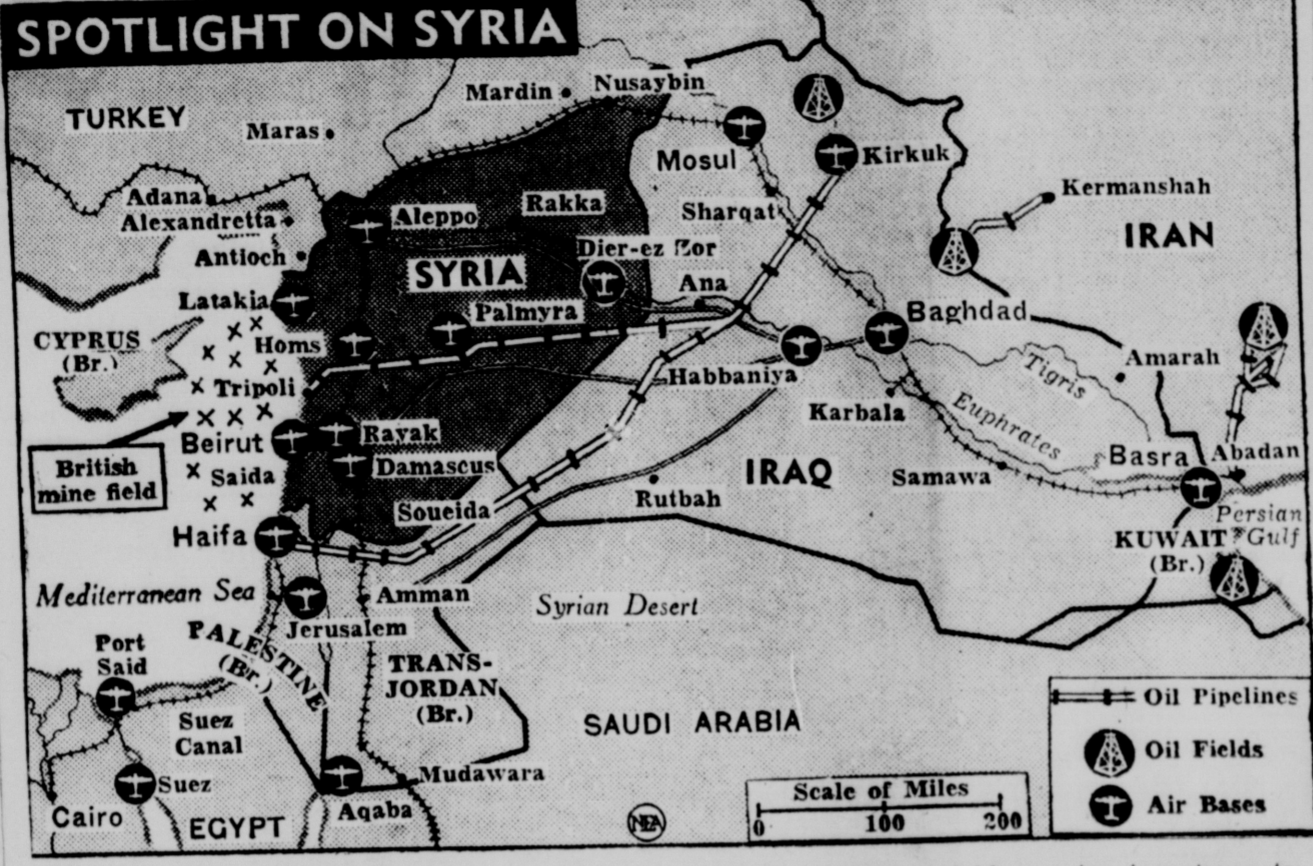 SPOTLIGHT ON SYRIA
TURKEY
Mardin
Nusaybin
Maras
Mosul
Kirkuk
Adana
Alexandretta
Aleppo
Rakka
Sharqat
Kermanshah
IRAN
Antioch
SYRIA
Dier-ez Zor
Ana
Latakia
Palmyra
Baghdad
CYPRUS
(Br.)
Homs
Tripoli
Habbaniya
Tigris
Amarah
Karbala
Euphrates
Beirut
Rayak
British
mine field
Saida
Damascus
IRAQ
Samawa
Basra
Abadan
Soueida
Rutbah
Haifa
Persian
Gulf
KUWAIT
(Br.)
Mediterranean Sea
Amman
Syrian Desert
Jerusalem
PALESTINE
(Br.)
Port
Said
TRANS-
JORDAN
(Br.)
Suez
Canal
SAUDI ARABIA
Oil Pipelines
Oil Fields
Air Bases
Suez
Mudawara
Aqaba
Cairo
EGYPT
NEA
Scale of Miles
0 100 200